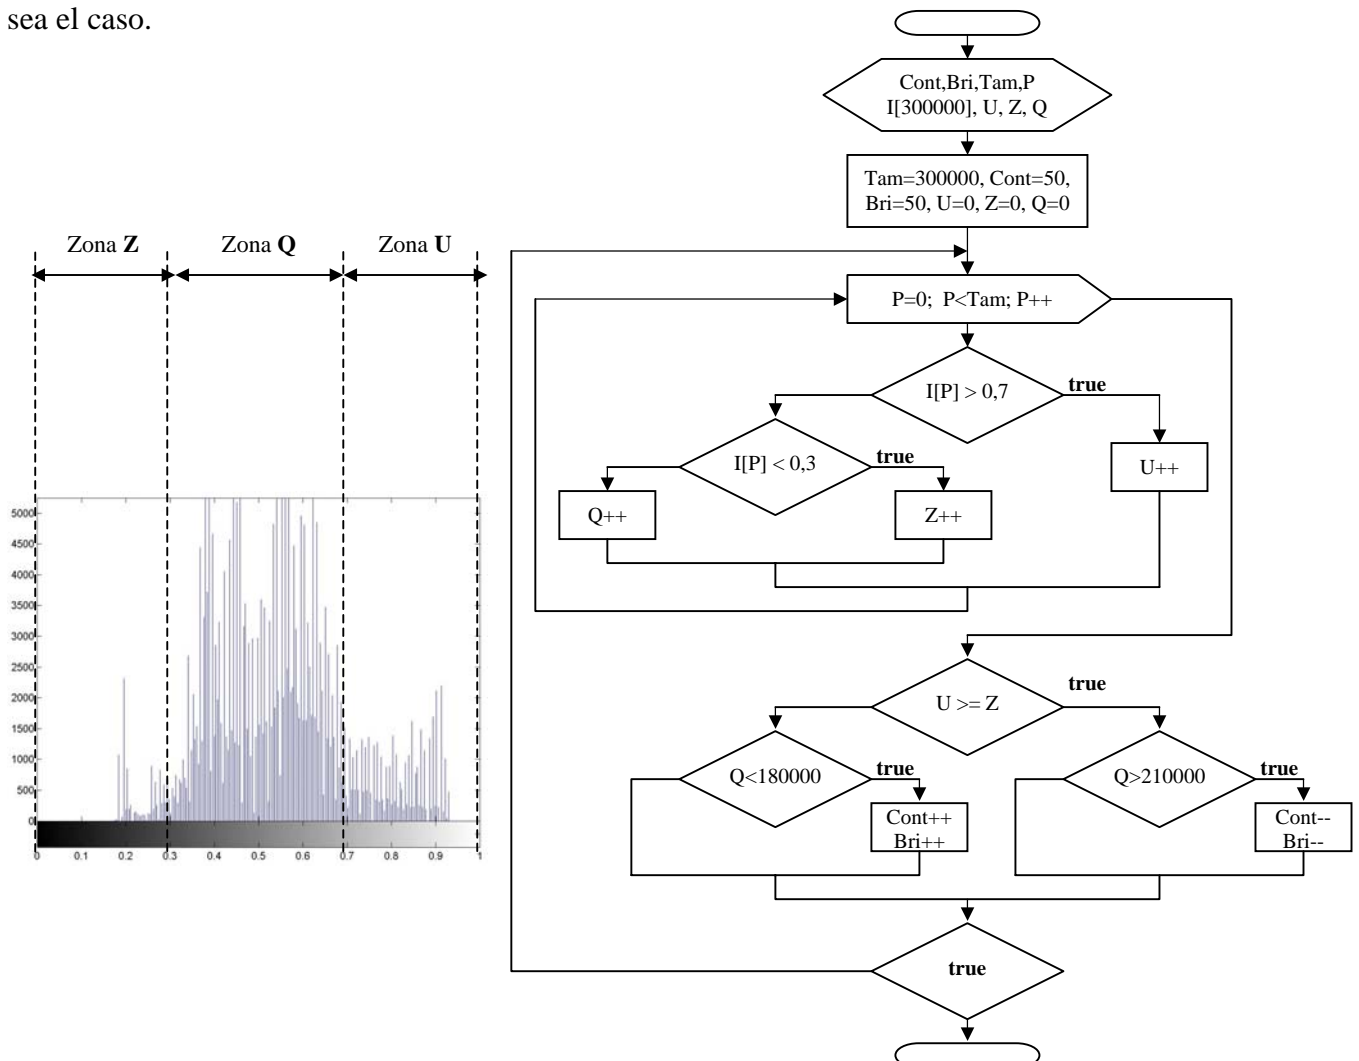 sea el caso.
Cont,Bri,Tam,P
I[300000], U, Z, Q
Tam=300000, Cont=50,
Bri=50, U=0, Z=0, Q=0
Zona Z
Zona Q
Zona U
P=0; P<Tam; P++
I[P] > 0,7
true
I[P] < 0,3
true
U++
Q++
Z++
5000
4500
4000
3500
3000
2500
2000
1500
1000
500
0
0 0.1 0.2 0.3 0.4 0.5 0.6 0.7 0.8 0.9 1
U >= Z
true
Q<180000
true
Q>210000
true
Cont++
Bri++
Cont--
Bri--
true